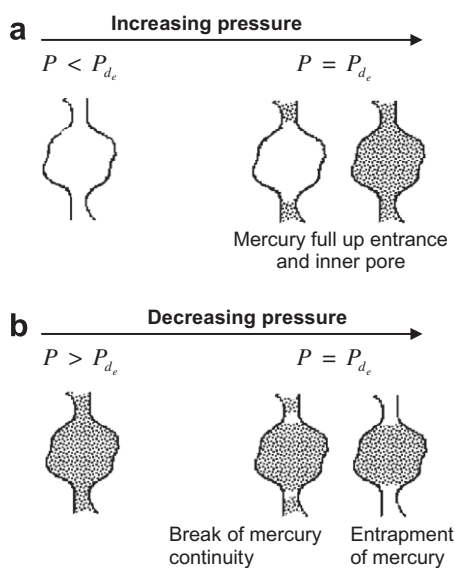 a
Increasing pressure
P < P_{d_e}
P = P_{d_e}
Mercury full up entrance
and inner pore
b
Decreasing pressure
P > P_{d_e}
P = P_{d_e}
Break of mercury
continuity
Entrapment
of mercury